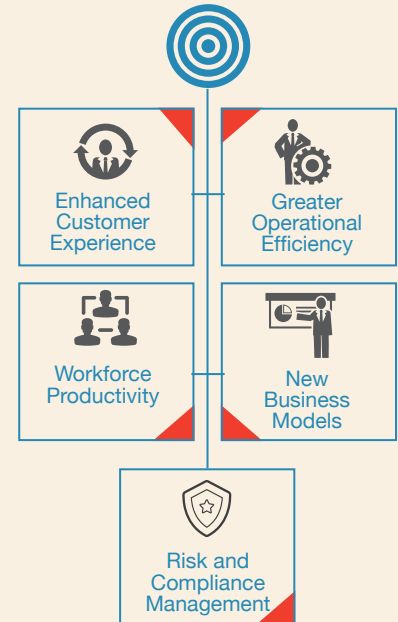 Enhanced
Customer
Experience
Greater
Operational
Efficiency
Workforce
Productivity
New
Business
Models
Risk and
Compliance
Management